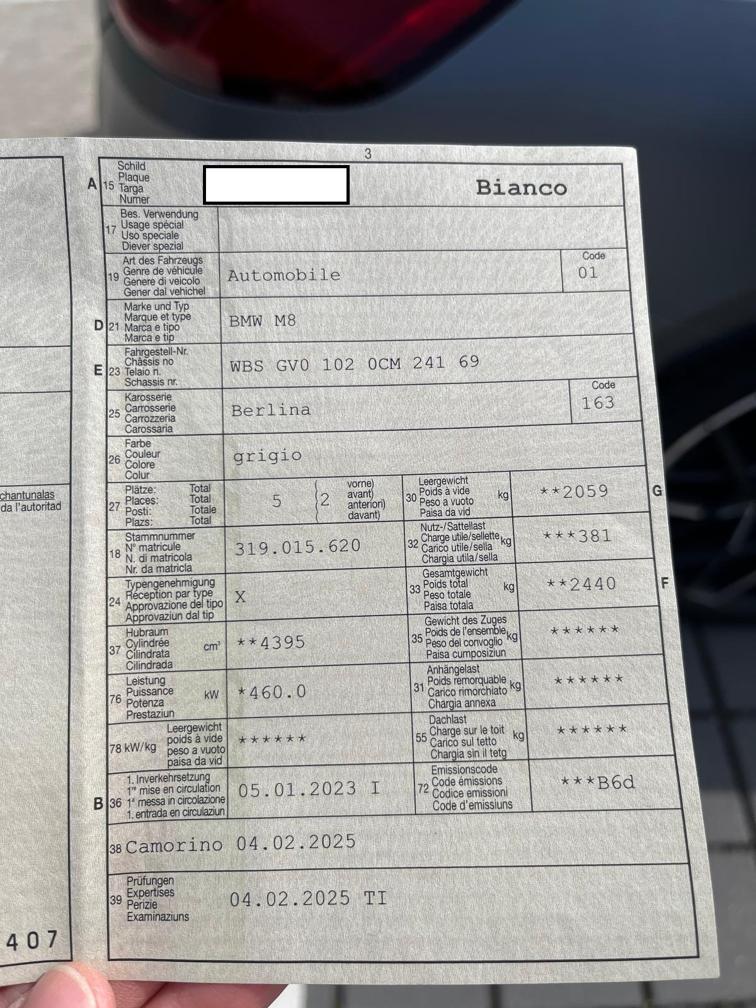 3
A 15 Schild
Plaque
Targa
Numer
Bianco
17 Bes. Verwendung
Usage spécial
Uso speciale
Diever spezial
19 Art des Fahrzeugs
Genre de véhicule
Genere di veicolo
Gener dal vehichel
Automobile
Code
01
D 21 Marke und Typ
Marque et type
Marca e tipo
Marca e tip
BMW M8
E 23 Fahrgestell-Nr.
Châssis no
Telaio n.
Schassis nr.
WBS GV0 102 0CM 241 69
25 Karosserie
Carrosserie
Carrozzeria
Carossaria
Berlina
Code
163
26 Farbe
Couleur
Colore
Colur
grigio
27 Plätze: Total
Places: Total
Posti: Totale
Plazs: Total
5
(2 vorne)
avant)
anteriori)
davant)
30 Leergewicht
Poids à vide
Peso a vuoto
Paisa da vid
kg
**2059
G
chantunalas
da l'autoritad
18 Stammnummer
N° matricule
N. di matricola
Nr. da matricla
319.015.620
32 Nutz-/Sattellast
Charge utile/sellette
Carico utile/sella
Chargia utila/sella
kg
***381
24 Typengenehmigung
Réception par type
Approvazione del tipo
Approvaziun dal tip
X
33 Gesamtgewicht
Poids total
Peso totale
Paisa totala
kg
**2440
F
37 Hubraum
Cylindrée
Cilindrata
Cilindrada
cm³
**4395
35 Gewicht des Zuges
Poids de l'ensemble
Peso del convoglio
Paisa cumposiziun
kg
******
76 Leistung
Puissance
Potenza
Prestaziun
kW
*460.0
31 Anhängelast
Poids remorquable
Carico rimorchiato
Chargia annexa
kg
******
78 kW/kg
Leergewicht
poids à vide
peso a vuoto
paisa da vid
******
55 Dachlast
Charge sur le toit
Carico sul tetto
Chargia sin il tetg
kg
******
B 36 1. Inverkehrsetzung
1re mise en circulation
1a messa in circolazione
1. entrada en circulaziun
05.01.2023 I
72 Emissionscode
Code émissions
Codice emissioni
Code d'emissiuns
***B6d
38 Camorino 04.02.2025
39 Prüfungen
Expertises
Perizie
Examinaziuns
04.02.2025 TI
407